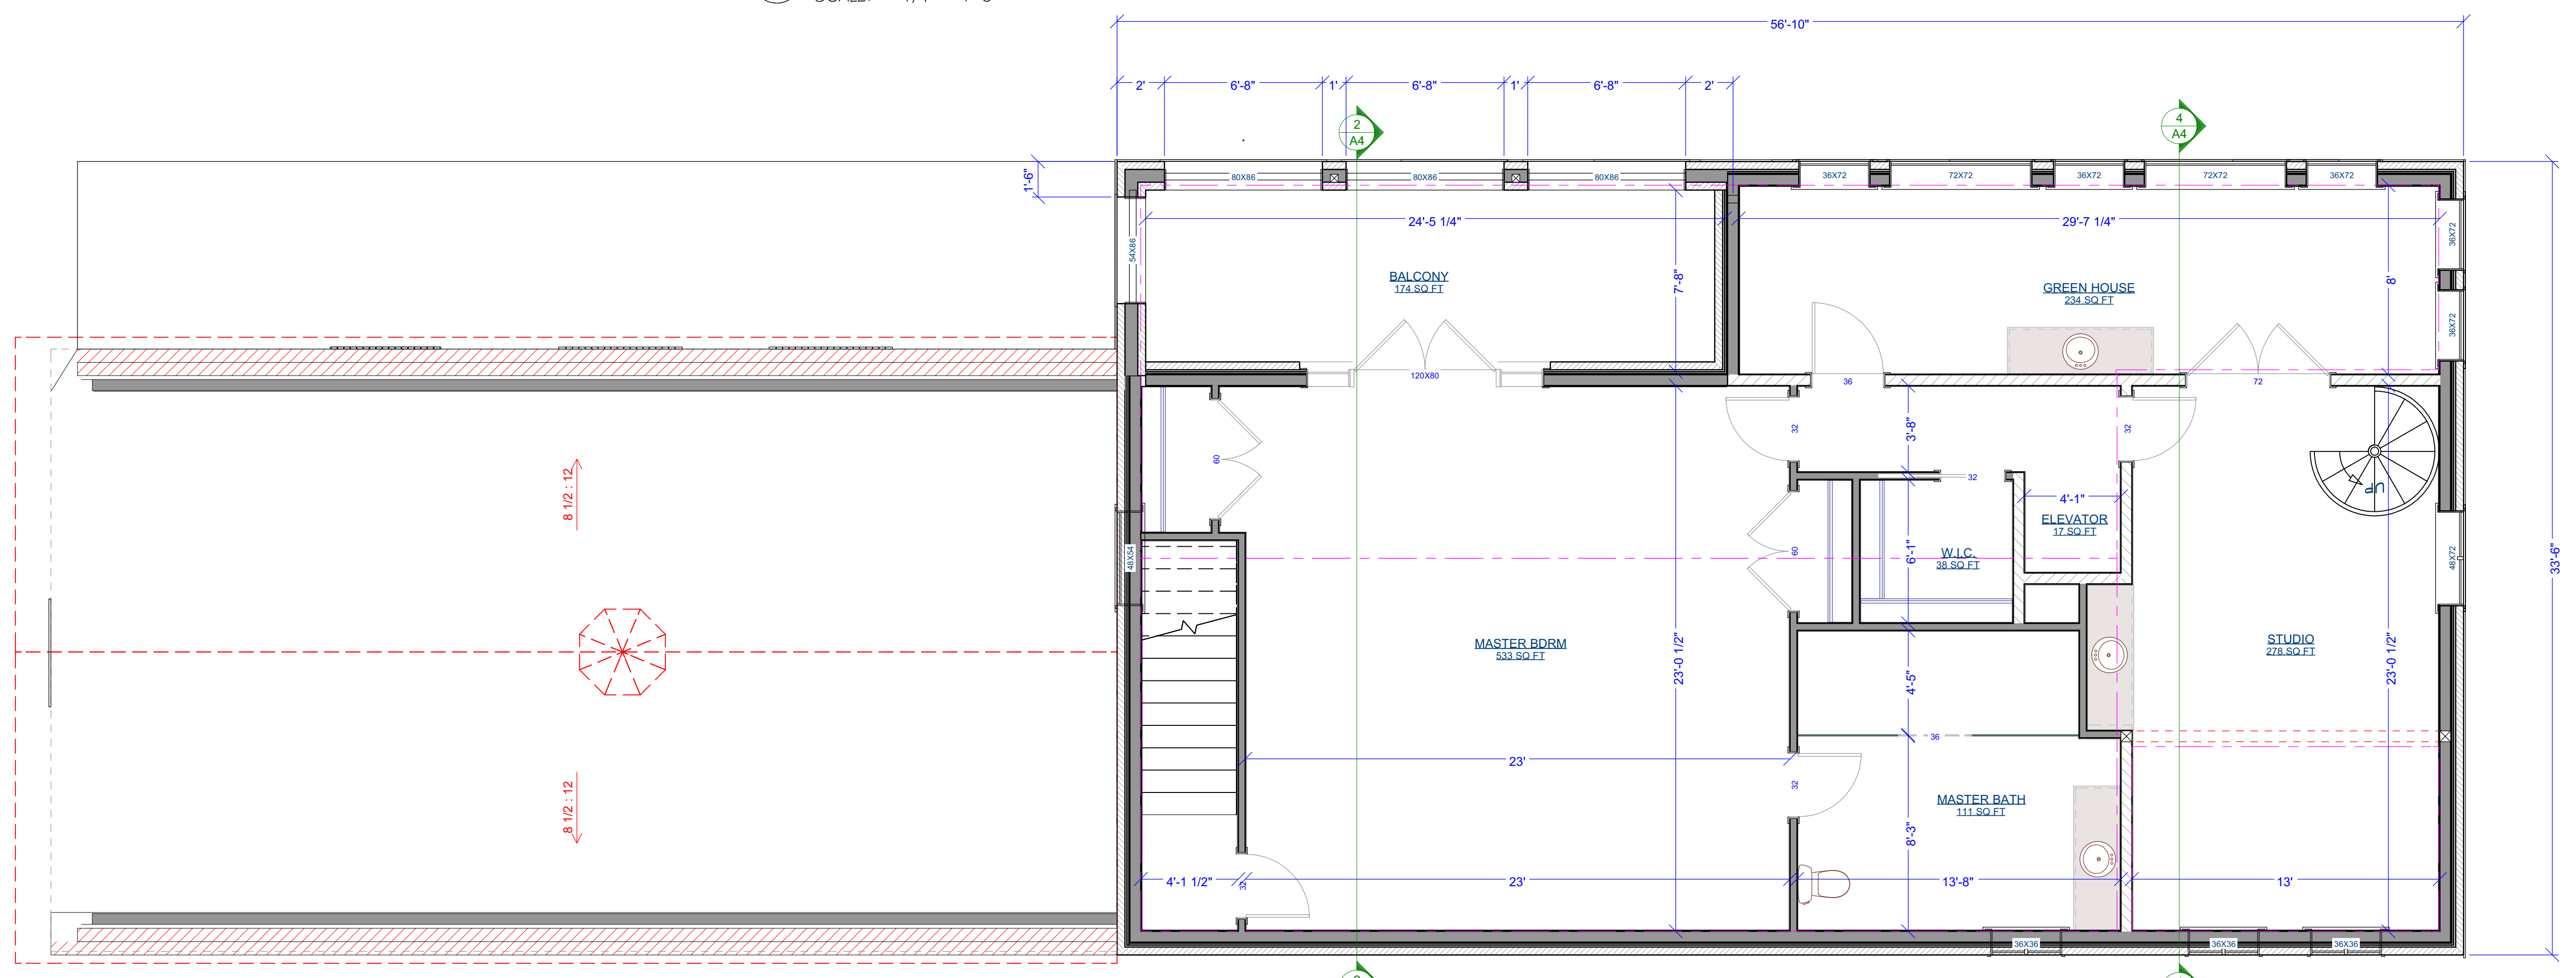 56'-10"
2'
6'-8"
1'
6'-8"
1'
6'-8"
2'
2
A4
4
A4
1'-6"
80X86
80X86
80X86
36X72
72X72
36X72
72X72
36X72
54X86
24'-5 1/4"
29'-7 1/4"
36X72
BALCONY
174 SQ FT
7'-8"
GREEN HOUSE
234 SQ FT
8'
36X72
120X80
36
72
60
32
3'-8"
32
8 1/2 : 12
32
4'-1"
UP
ELEVATOR
17 SQ FT
48X54
60
6'-1"
W.I.C.
38 SQ FT
48X72
33'-6"
MASTER BDRM
533 SQ FT
23'-0 1/2"
4'-5"
STUDIO
278 SQ FT
23'-0 1/2"
36
23'
8 1/2 : 12
32
MASTER BATH
111 SQ FT
8'-3"
4'-1 1/2"
32
23'
13'-8"
13'
36X36
36X36
36X36